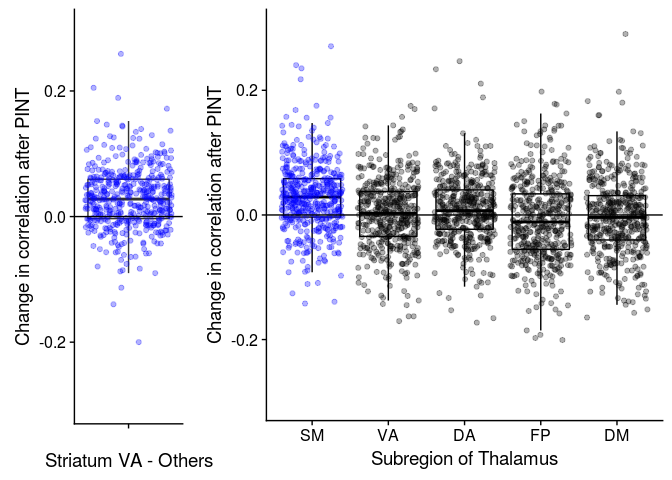 Change in correlation after PINT
0.2
0.0
-0.2
Striatum VA - Others
Change in correlation after PINT
0.2
0.0
-0.2
SM VA DA FP DM
Subregion of Thalamus